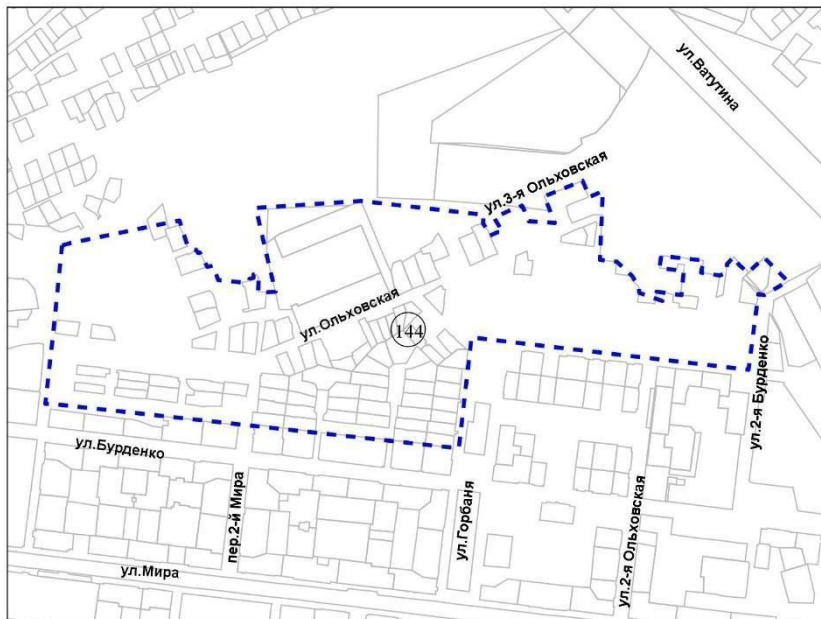 ул.Ватутина
ул.3-я Ольховская
ул.Ольховская
144
ул.2-я Бурденко
ул.Бурденко
пер.2-й Мира
ул.Горбаня
ул.2-я Ольховская
ул.Мира